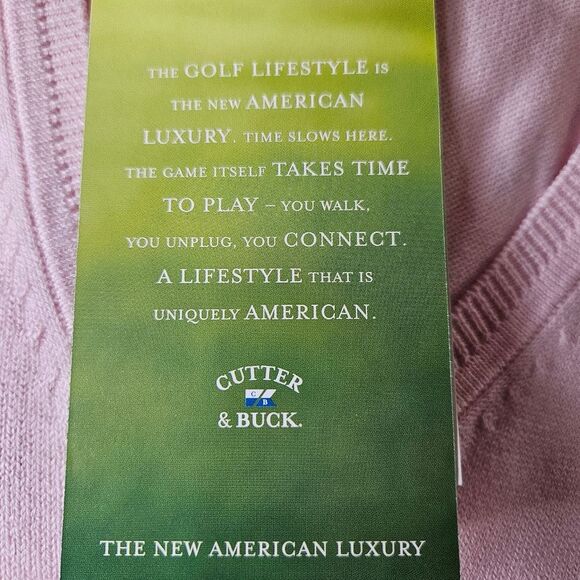 THE GOLF LIFESTYLE IS
THE NEW AMERICAN
LUXURY. TIME SLOWS HERE.
THE GAME ITSELF TAKES TIME
TO PLAY – YOU WALK,
YOU UNPLUG, YOU CONNECT.
A LIFESTYLE THAT IS
UNIQUELY AMERICAN.
CUTTER
C/B
& BUCK.
THE NEW AMERICAN LUXURY